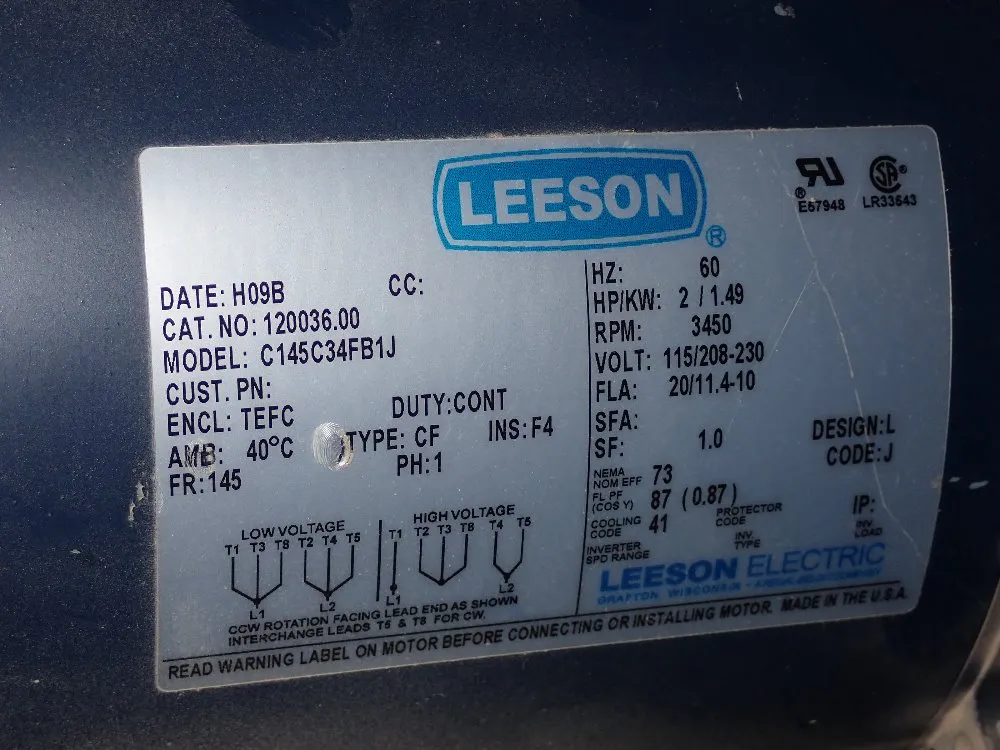 LEESON
®
UR ® SA ®
E57948 LR33543
DATE: H09B CC:
CAT. NO: 120036.00
MODEL: C145C34FB1J
CUST. PN:
ENCL: TEFC DUTY:CONT
AMB: 40°C TYPE: CF INS:F4
FR:145 PH:1
HZ: 60
HP/KW: 2 / 1.49
RPM: 3450
VOLT: 115/208-230
FLA: 20/11.4-10
SFA:
SF: 1.0 DESIGN:L
CODE:J
NEMA
NOM EFF 73
FL PF
(COS Y) 87 (0.87)
COOLING
CODE 41
PROTECTOR
CODE
IP:
INVERTER
SPD RANGE
INV.
TYPE
INV.
LOAD
LOW VOLTAGE HIGH VOLTAGE
T1 T3 T8 T2 T4 T5 T1 T2 T3 T8 T4 T5
L1 L2 L1 L2
CCW ROTATION FACING LEAD END AS SHOWN
INTERCHANGE LEADS T5 & T8 FOR CW.
LEESON ELECTRIC
GRAFTON, WISCONSIN
READ WARNING LABEL ON MOTOR BEFORE CONNECTING OR INSTALLING MOTOR. MADE IN THE U.S.A.